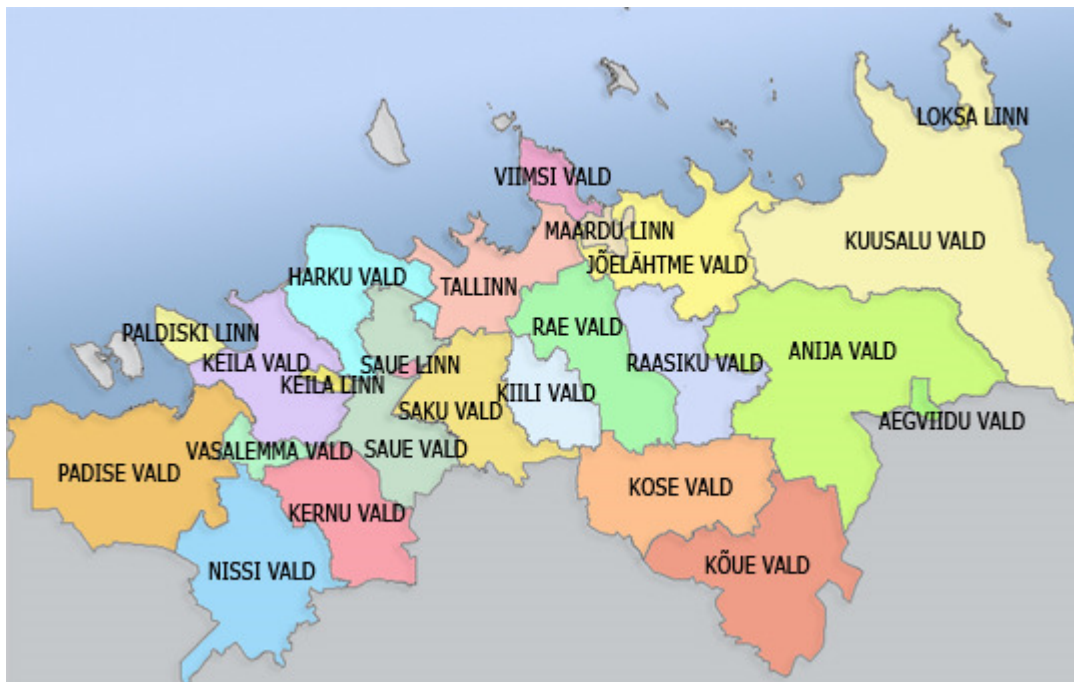 LOKSA LINN
VIIMSI VALD
MAARDU LINN
KUUSALU VALD
JÕELÄHTME VALD
HARKU VALD
TALLINN
RAE VALD
PALDISKI LINN
ANIJA VALD
KEILA VALD
SAUE LINN
RAASIKU VALD
KEILA LINN
KIILI VALD
SAKU VALD
AEGVIIDU VALD
VASALEMMA VALD
SAUE VALD
PADISE VALD
KOSE VALD
KERNU VALD
KÕUE VALD
NISSI VALD